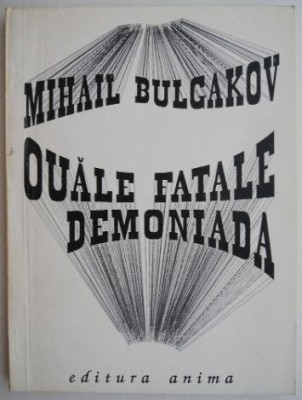 MIHAIL BULGAKOV
OUĂLE FATALE
DEMONIADA
editura anima